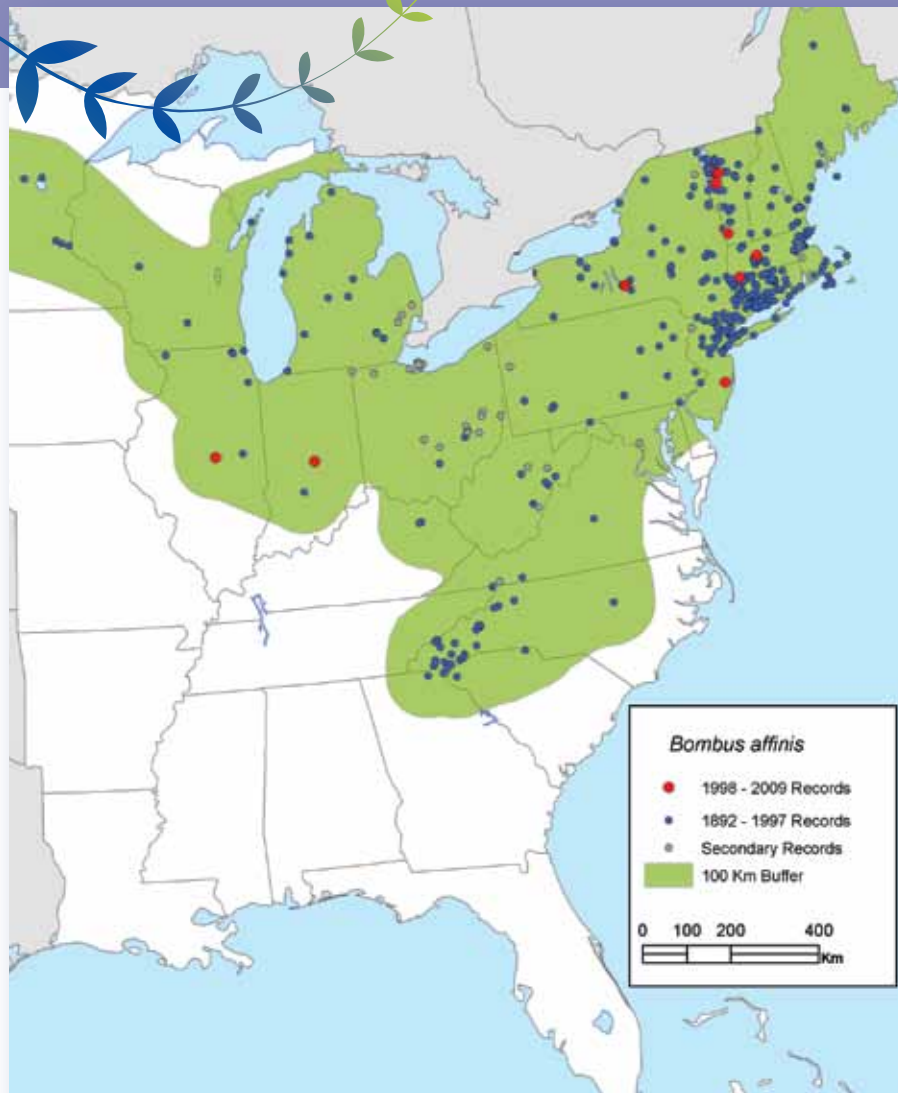 Bombus affinis
1998 - 2009 Records
1892 - 1997 Records
Secondary Records
100 Km Buffer
0 100 200 400
Km